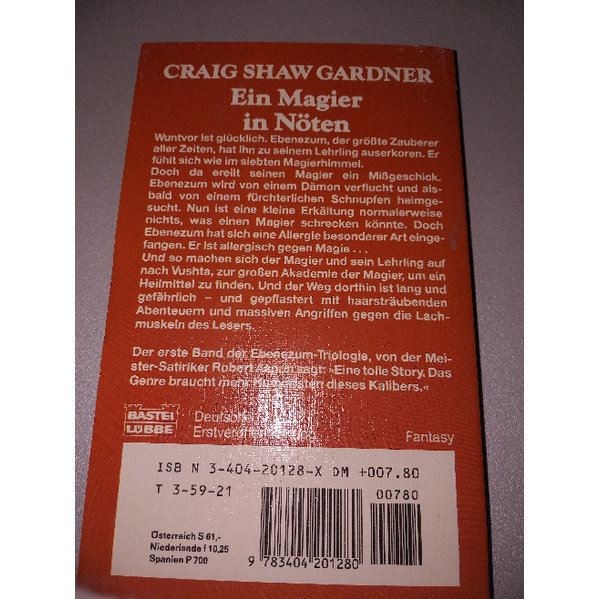 CRAIG SHAW GARDNER
Ein Magier
in Nöten
Wuntvor ist glücklich. Ebenezum, der größte Zauberer
aller Zeiten, hat ihn zu seinem Lehrling auserkoren. Er
fühlt sich wie im siebten Magierhimmel.
Doch da ereilt seinen Magier ein Mißgeschick.
Ebenezum wird von einem Dämon verflucht und als-
bald von einem fürchterlichen Schnupfen heimge-
sucht. Nun ist eine kleine Erkältung normalerweise
nichts, was einen Magier schrecken könnte. Doch
Ebenezum hat sich eine Allergie besonderer Art einge-
fangen. Er ist allergisch gegen Magie ...
Und so machen sich der Magier und sein Lehrling auf
nach Vushta, zur großen Akademie der Magier, um ein
Heilmittel zu finden. Und der Weg dorthin ist lang und
gefährlich – und gepflastert mit haarsträubenden
Abenteuern und massiven Angriffen gegen die Lach-
muskeln des Lesers.
Der erste Band der Ebenezum-Triologie, von der Mei-
ster-Satiriker Robert sagt: »Eine tolle Story. Das
Genre braucht mehr dieses Kalibers.«
BASTEI
LÜBBE
Fantasy
ISBN 3-404-20128-X DM +007.80
T 3-59-21
00780
Österreich S 61,-
Niederlande f 10,25
Spanien P 700
9 783404 201280